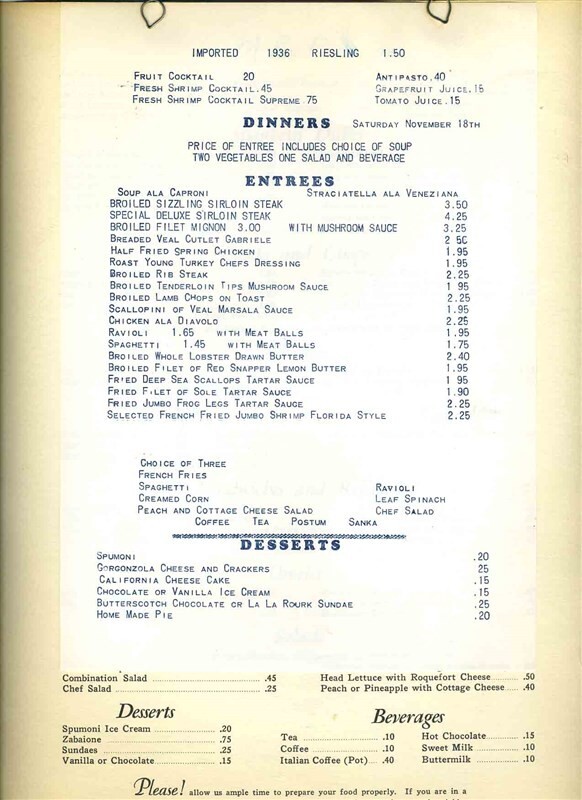 IMPORTED 1936 RIESLING 1.50
FRUIT COCKTAIL 20 ANTIPASTO.40
FRESH SHRIMP COCKTAIL.45 GRAPEFRUIT JUICE.15
FRESH SHRIMP COCKTAIL SUPREME.75 TOMATO JUICE.15
DINNERS SATURDAY NOVEMBER 18TH
PRICE OF ENTREE INCLUDES CHOICE OF SOUP
TWO VEGETABLES ONE SALAD AND BEVERAGE
ENTREES
SOUP ALA CAPRONI STRACIATELLA ALA VENEZIANA
BROILED SIZZLING SIRLOIN STEAK 3.50
SPECIAL DELUXE SIRLOIN STEAK 4.25
BROILED FILET MIGNON 3.00 WITH MUSHROOM SAUCE 3.25
BREADED VEAL CUTLET GABRIELE 2 50
HALF FRIED SPRING CHICKEN 1.95
ROAST YOUNG TURKEY CHEFS DRESSING 1.95
BROILED RIB STEAK 2.25
BROILED TENDERLOIN TIPS MUSHROOM SAUCE 1 95
BROILED LAMB CHOPS ON TOAST 2.25
SCALLOPINI OF VEAL MARSALA SAUCE 1.95
CHICKEN ALA DIAVOLO 2.25
RAVIOLI 1.65 WITH MEAT BALLS 1.95
SPAGHETTI 1.45 WITH MEAT BALLS 1.75
BROILED WHOLE LOBSTER DRAWN BUTTER 2.40
BROILED FILET OF RED SNAPPER LEMON BUTTER 1.95
FRIED DEEP SEA SCALLOPS TARTAR SAUCE 1 95
FRIED FILET OF SOLE TARTAR SAUCE 1.90
FRIED JUMBO FROG LEGS TARTAR SAUCE 2.25
SELECTED FRENCH FRIED JUMBO SHRIMP FLORIDA STYLE 2.25
CHOICE OF THREE
FRENCH FRIES
SPAGHETTI RAVIOLI
CREAMED CORN LEAF SPINACH
PEACH AND COTTAGE CHEESE SALAD CHEF SALAD
COFFEE TEA POSTUM SANKA
DESSERTS
SPUMONI .20
GORGONZOLA CHEESE AND CRACKERS 25
CALIFORNIA CHEESE CAKE .15
CHOCOLATE OR VANILLA ICE CREAM .15
BUTTERSCOTCH CHOCOLATE OR LA LA ROURK SUNDAE .25
HOME MADE PIE .20
Combination Salad .45 Head Lettuce with Roquefort Cheese .50
Chef Salad .25 Peach or Pineapple with Cottage Cheese .40
Desserts
Spumoni Ice Cream .20
Zabaione .75
Sundaes .25
Vanilla or Chocolate .15
Beverages
Tea .10 Hot Chocolate .15
Coffee .10 Sweet Milk .10
Italian Coffee (Pot) .40 Buttermilk .10
Please! allow us ample time to prepare your food properly. If you are in a